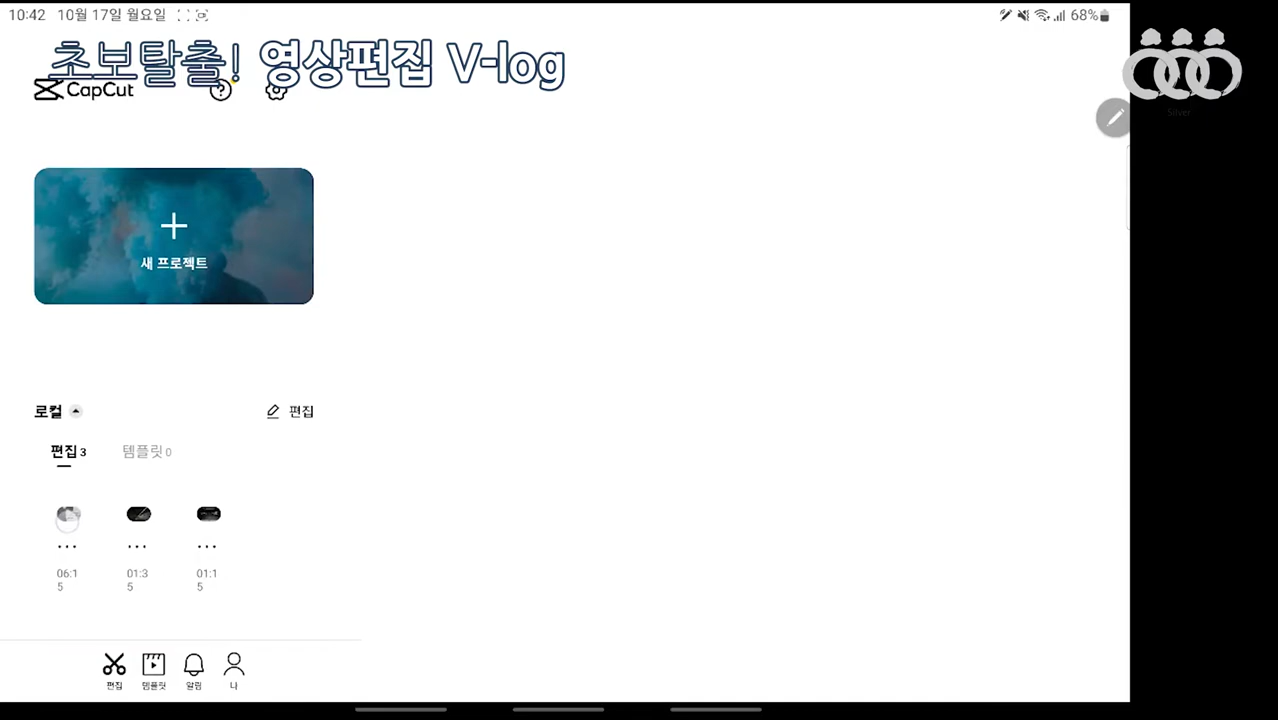 10:42 10월 17일 월요일
68%
초보탈출! 영상편집 V-log
CapCut
Silver
새 프로젝트
로컬
편집
편집 3
템플릿 0
06:15
01:35
01:15
편집
템플릿
알림
나